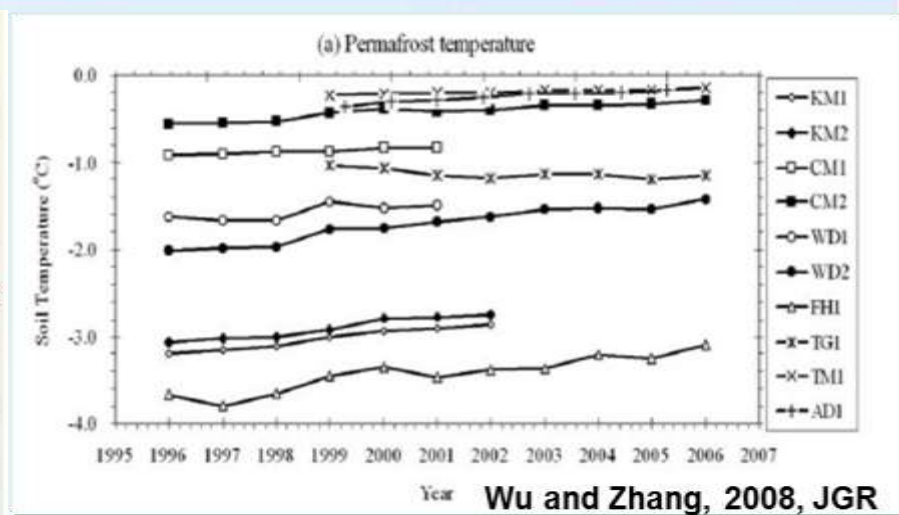 (a) Permafrost temperature
Soil Temperature (°C)
0.0
-1.0
-2.0
-3.0
-4.0
1995 1996 1997 1998 1999 2000 2001 2002 2003 2004 2005 2006 2007
Year
KM1
KM2
CM1
CM2
WD1
WD2
FH1
TG1
TM1
AD1
Wu and Zhang, 2008, JGR